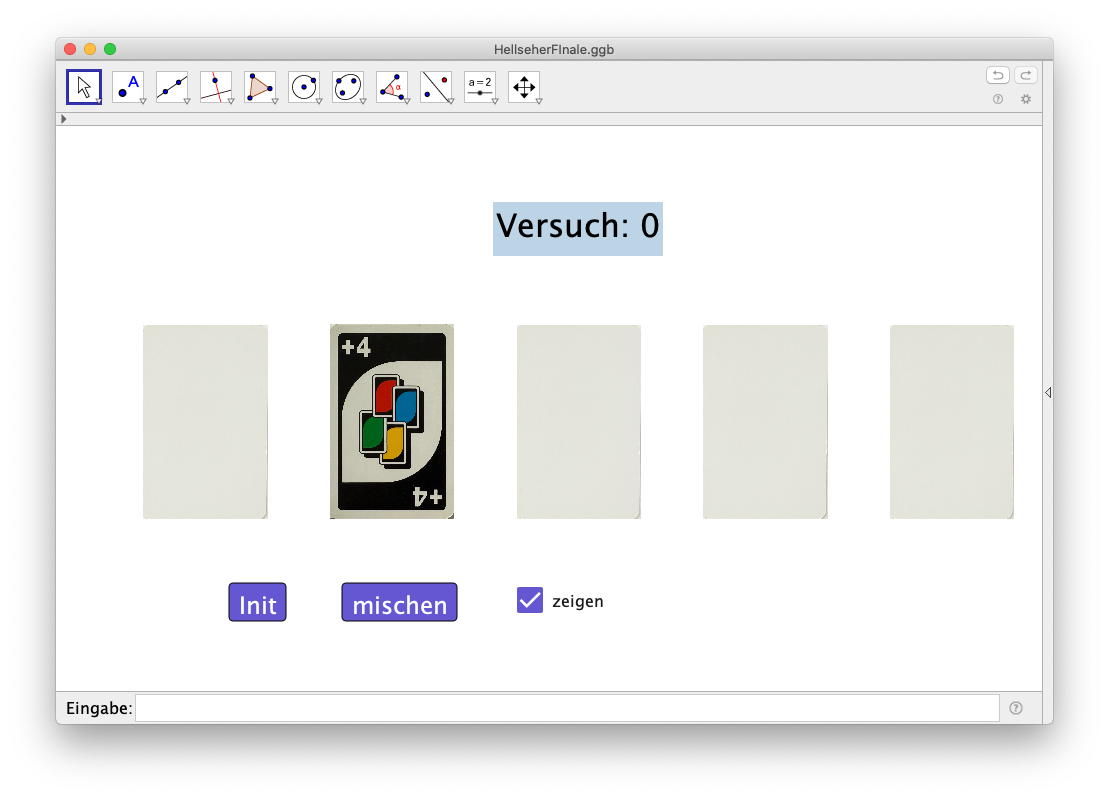 HellseherFInale.ggb
A
α
a=2
Versuch: 0
+4
+4
Init
mischen
zeigen
Eingabe: